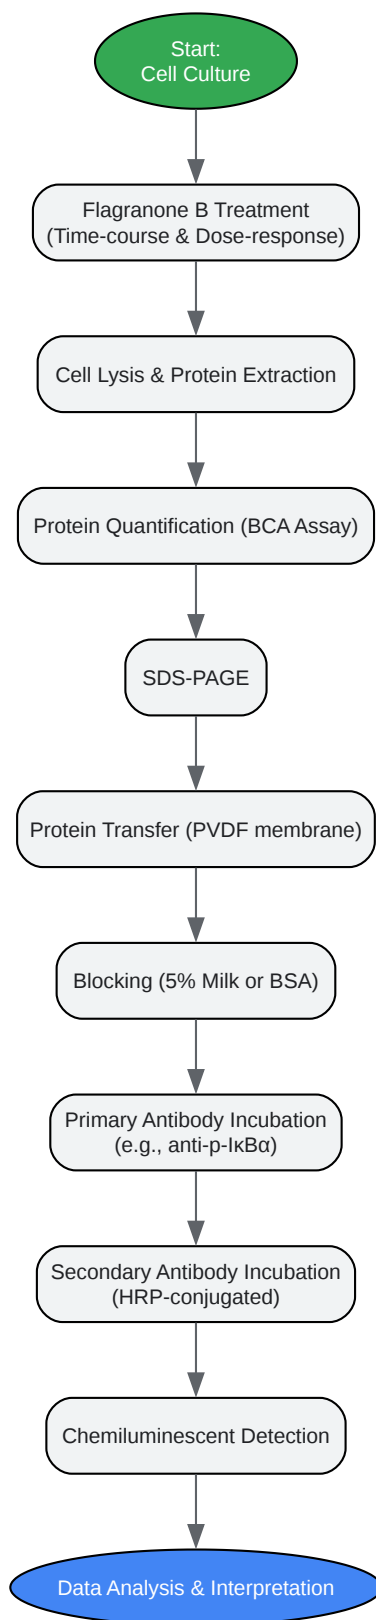 Start:
Cell Culture
Flagranone B Treatment
(Time-course & Dose-response)
Cell Lysis & Protein Extraction
Protein Quantification (BCA Assay)
SDS-PAGE
Protein Transfer (PVDF membrane)
Blocking (5% Milk or BSA)
Primary Antibody Incubation
(e.g., anti-p-IκBα)
Secondary Antibody Incubation
(HRP-conjugated)
Chemiluminescent Detection
Data Analysis & Interpretation